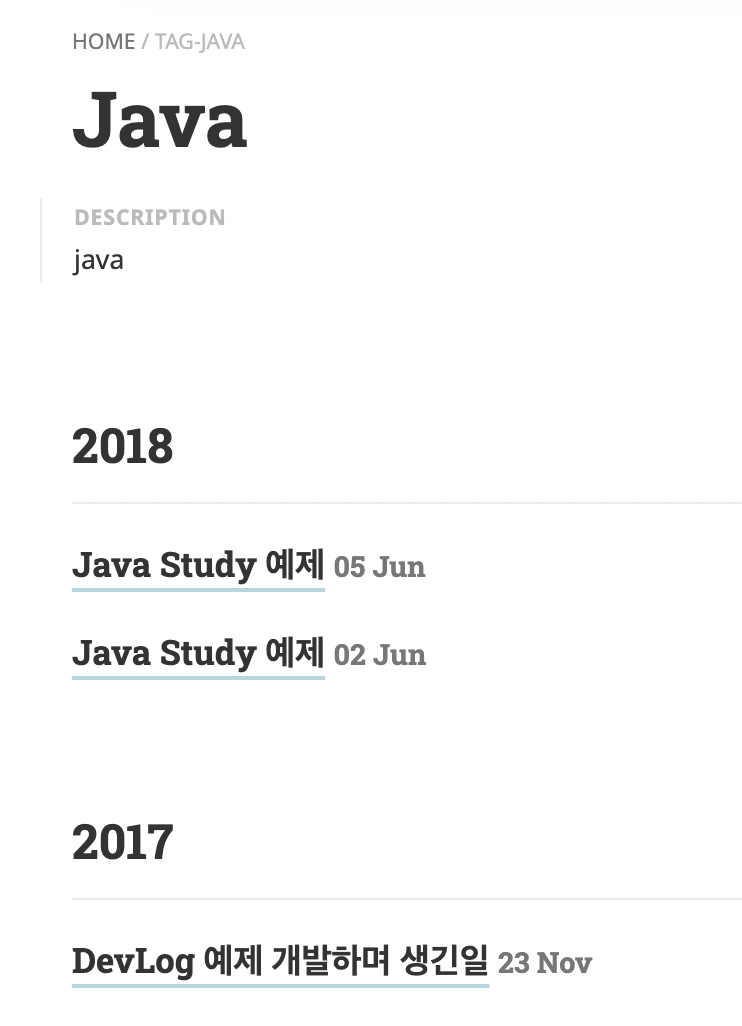 HOME / TAG-JAVA
Java
DESCRIPTION
java
2018
Java Study 예제 05 Jun
Java Study 예제 02 Jun
2017
DevLog 예제 개발하며 생긴일 23 Nov